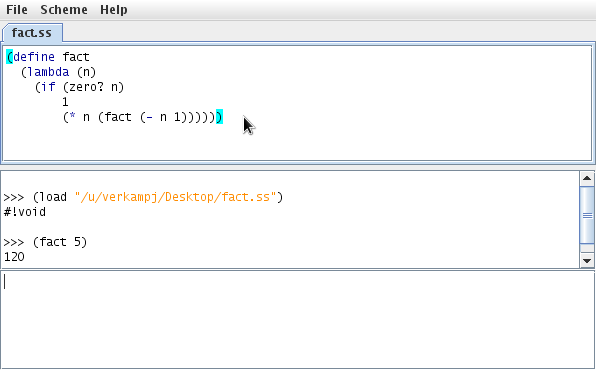 File Scheme Help
fact.ss
(define fact
  (lambda (n)
    (if (zero? n)
        1
        (* n (fact (- n 1))))))
>>> (load "/u/verkampj/Desktop/fact.ss")
#!void
>>> (fact 5)
120